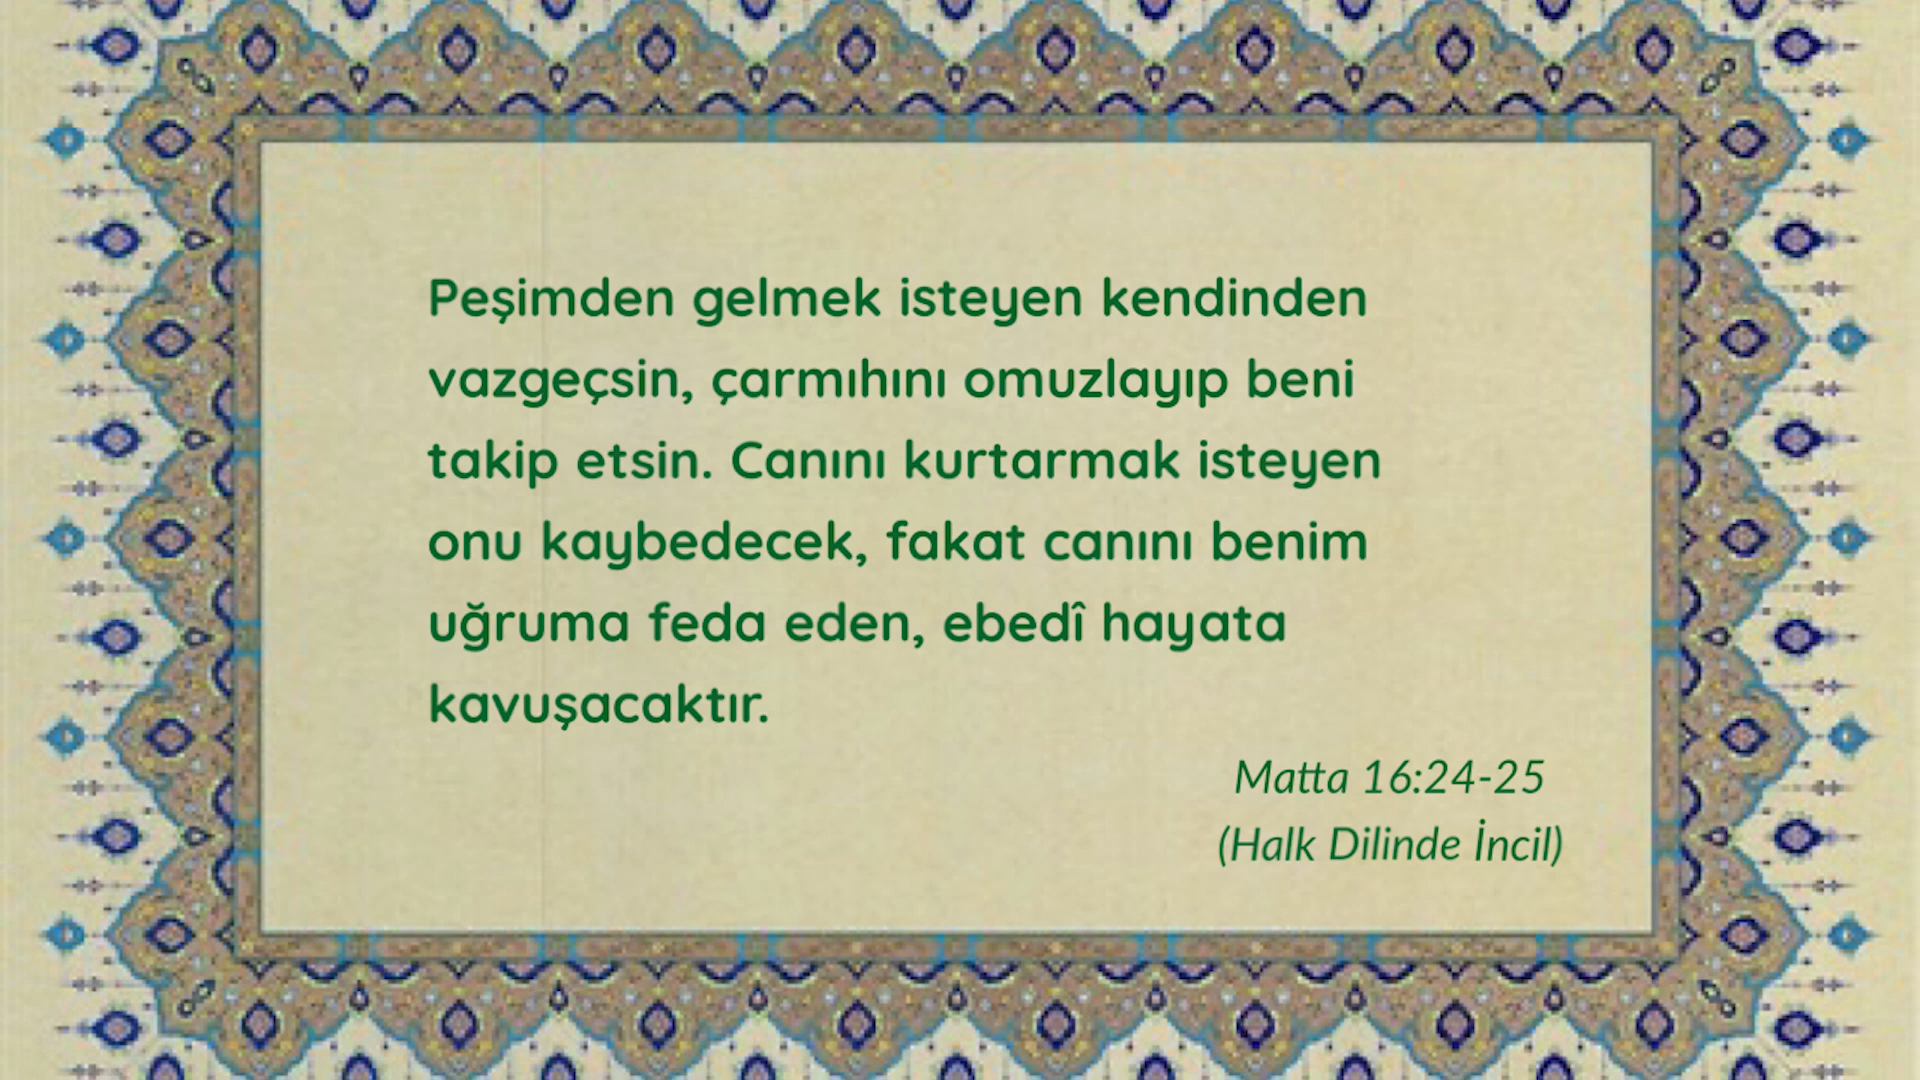 Peşimden gelmek isteyen kendinden
vazgeçsin, çarmıhını omuzlayıp beni
takip etsin. Canını kurtarmak isteyen
onu kaybedecek, fakat canını benim
uğruma feda eden, ebedî hayata
kavuşacaktır.
Matta 16:24-25
(Halk Dilinde İncil)